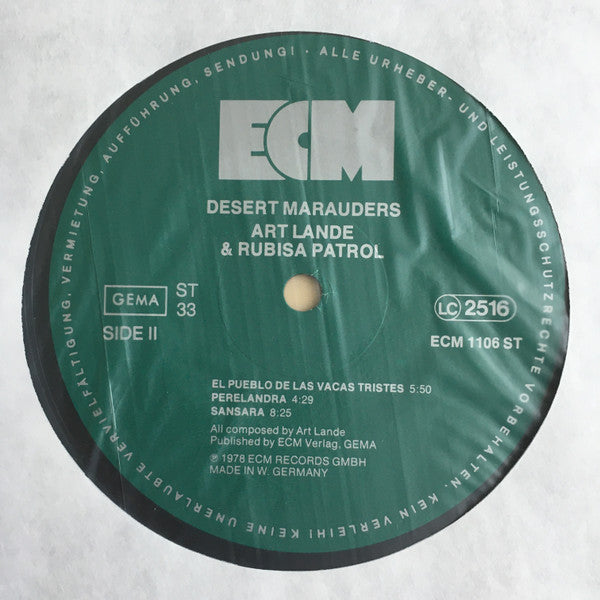 ALLE URHEBER- UND LEISTUNGSSCHUTZRECHTE VORBEHALTEN. KEIN VERLEIH! KEINE UNERLAUBTE VERVIELFÄLTIGUNG, VERMIETUNG, AUFFÜHRUNG, SENDUNG! ·
ECM
DESERT MARAUDERS
ART LANDE
& RUBISA PATROL
GEMA
ST
33
SIDE II
LC 2516
ECM 1106 ST
EL PUEBLO DE LAS VACAS TRISTES 5:50
PERELANDRA 4:29
SANSARA 8:25
All composed by Art Lande
Published by ECM Verlag, GEMA
℗ 1978 ECM RECORDS GMBH
MADE IN W. GERMANY